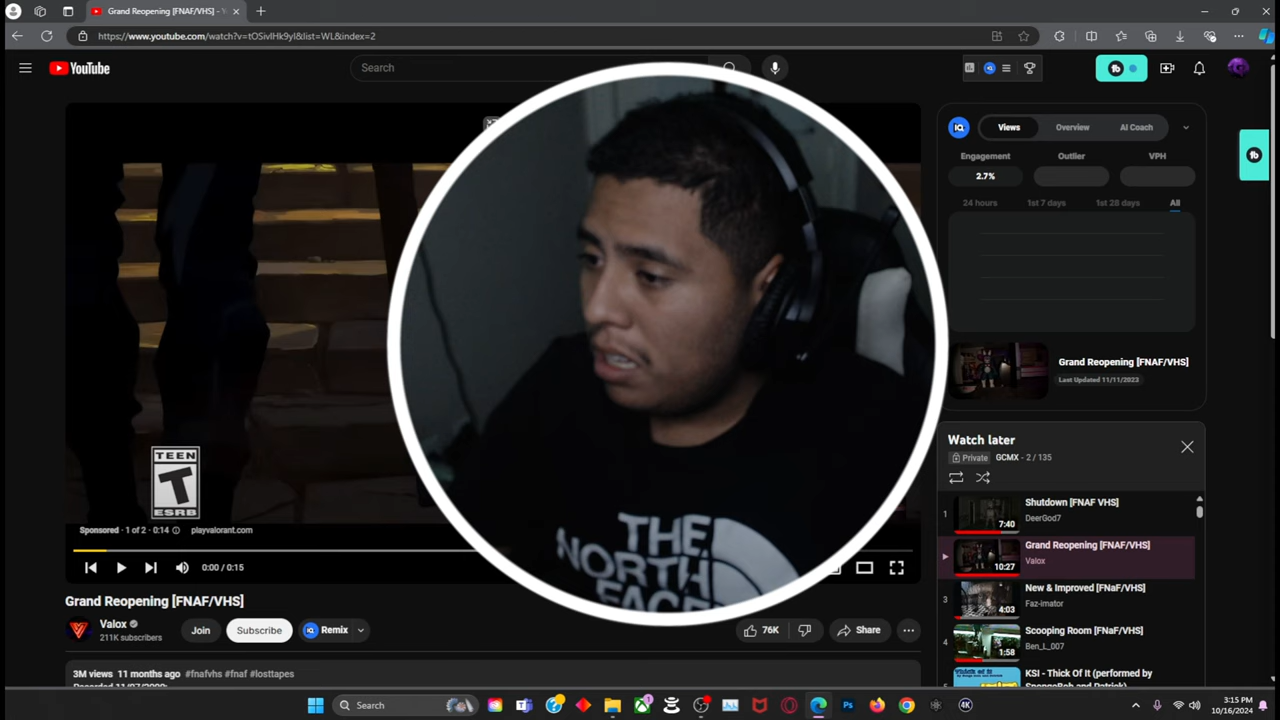 Grand Reopening [FNAF/VHS] -
https://www.youtube.com/watch?v=tOSivIHk9yI&list=WL&index=2
YouTube
Search
IQ
Views
Overview
AI Coach
Engagement
Outlier
VPH
2.7%
24 hours
1st 7 days
1st 28 days
All
Grand Reopening [FNAF/VHS]
Last Updated 11/11/2023
TEEN
T
ESRB
Sponsored · 1 of 2 · 0:14
playvalorant.com
0:00 / 0:15
THE
NORTH
FACE
Grand Reopening [FNAF/VHS]
Valox
211K subscribers
Join
Subscribe
Remix
76K
Share
3M views 11 months ago #fnafvhs #fnaf #losttapes
Watch later
Private
GCMX - 2 / 135
1
7:40
Shutdown [FNAF VHS]
DeerGod7
10:27
Grand Reopening [FNAF/VHS]
Valox
3
4:03
New & Improved [FNaF/VHS]
Faz-imator
4
1:58
Scooping Room [FNaF/VHS]
Ben_L_007
KSI - Thick Of It (performed by
Search
4K
3:15 PM
10/16/2024